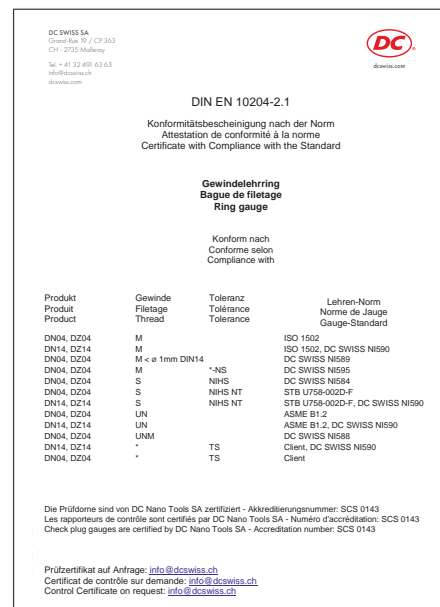 DC SWISS SA
Grand-Rue 19 / CP 363
CH - 2735 Malleray
Tel. + 41 32 491 63 63
info@dcswiss.ch
dcswiss.com
DC
dcswiss.com
DIN EN 10204-2.1
Konformitätsbescheinigung nach der Norm
Attestation de conformité à la norme
Certificate with Compliance with the Standard
Gewindelehrring
Bague de filetage
Ring gauge
Konform nach
Conforme selon
Compliance with
Produkt Gewinde Toleranz Lehren-Norm
Produit Filetage Tolérance Norme de Jauge
Product Thread Tolerance Gauge-Standard
DN04, DZ04 M ISO 1502
DN14, DZ14 M ISO 1502, DC SWISS NI590
DN04, DZ04 M < ø 1mm DIN14 DC SWISS NI589
DN04, DZ04 M *-NS DC SWISS NI595
DN04, DZ04 S NIHS DC SWISS NI584
DN04, DZ04 S NIHS NT STB U758-002D-F
DN14, DZ14 S NIHS NT STB U758-002D-F, DC SWISS NI590
DN04, DZ04 UN ASME B1.2
DN14, DZ14 UN ASME B1.2, DC SWISS NI590
DN04, DZ04 UNM DC SWISS NI588
DN14, DZ14 * TS Client, DC SWISS NI590
DN04, DZ04 * TS Client
Die Prüfdorne sind von DC Nano Tools SA zertifiziert - Akkreditierungsnummer: SCS 0143
Les rapporteurs de contrôle sont certifiés par DC Nano Tools SA - Numéro d'accréditation: SCS 0143
Check plug gauges are certified by DC Nano Tools SA - Accreditation number: SCS 0143
Prüfzertifikat auf Anfrage: info@dcswiss.ch
Certificat de contrôle sur demande: info@dcswiss.ch
Control Certificate on request: info@dcswiss.ch